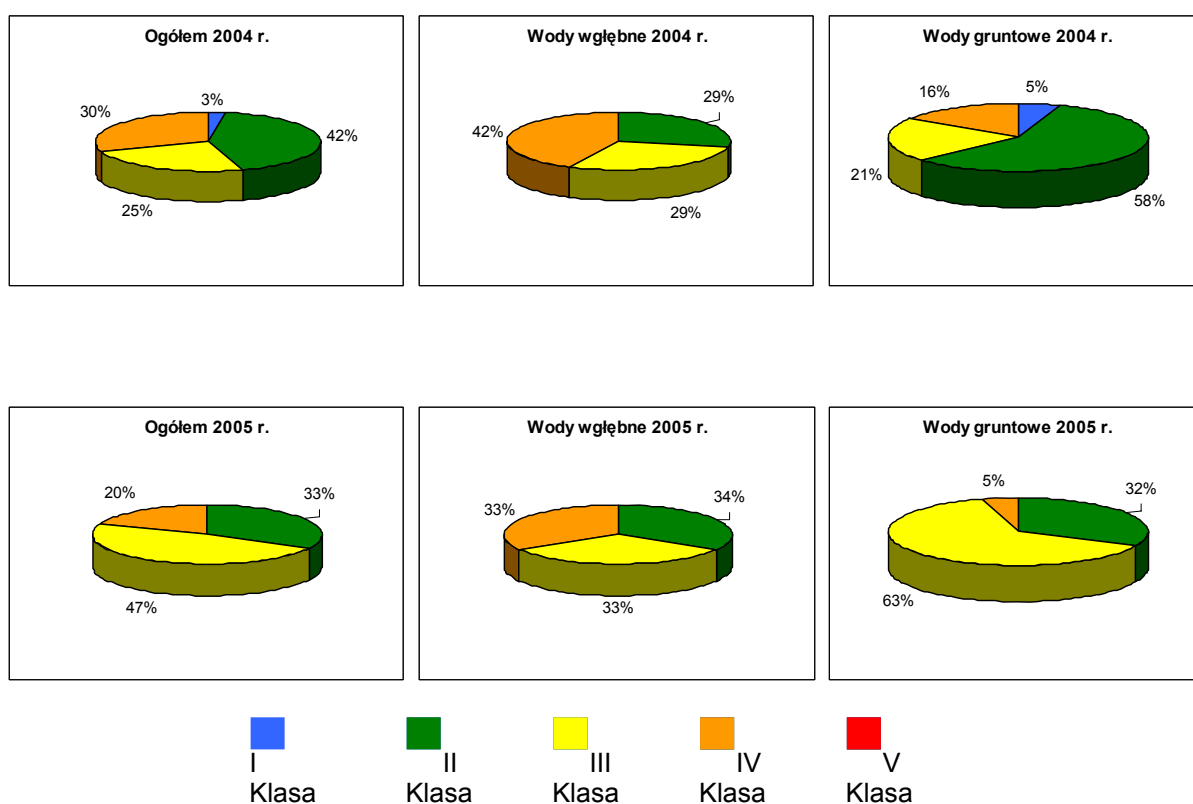 Ogółem 2004 r.
3%
30%
42%
25%
Wody wgłębne 2004 r.
29%
42%
29%
Wody gruntowe 2004 r.
16%
5%
21%
58%
Ogółem 2005 r.
20%
33%
47%
Wody wgłębne 2005 r.
33%
34%
33%
Wody gruntowe 2005 r.
5%
32%
63%
I
Klasa
II
Klasa
III
Klasa
IV
Klasa
V
Klasa